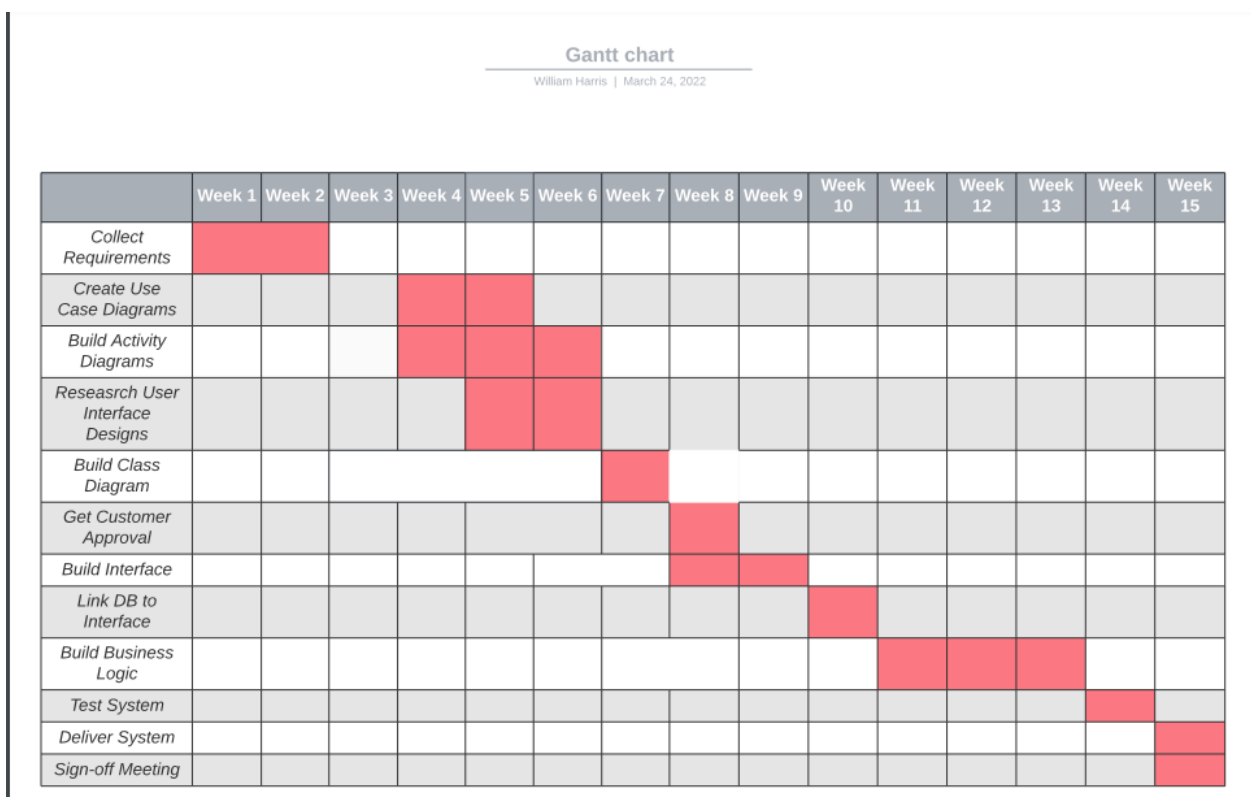 Gantt chart
William Harris | March 24, 2022
Week 1 Week 2 Week 3 Week 4 Week 5 Week 6 Week 7 Week 8 Week 9 Week 10 Week 11 Week 12 Week 13 Week 14 Week 15
Collect
Requirements
Create Use
Case Diagrams
Build Activity
Diagrams
Reseasrch User
Interface
Designs
Build Class
Diagram
Get Customer
Approval
Build Interface
Link DB to
Interface
Build Business
Logic
Test System
Deliver System
Sign-off Meeting